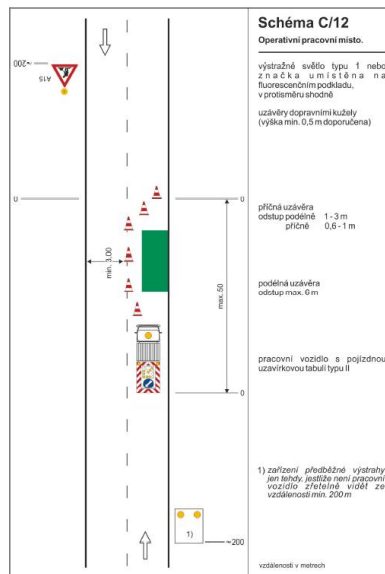 Schéma C/12
Operativní pracovní místo.
výstražné světlo typu 1 nebo
značka umístěna na
fluorescenčním podkladu,
v protisměru shodně
uzávěry dopravními kužely
(výška min. 0,5 m doporučena)
příčná uzávěra
odstup podélně 1 - 3 m
příčně 0,6 - 1 m
podélná uzávěra
odstup max. 6 m
pracovní vozidlo s pojízdnou
uzavírkovou tabulí typu II
1) zařízení předběžné výstrahy
jen tehdy, jestliže není pracovní
vozidlo zřetelně vidět ze
vzdálenosti min. 200 m
vzdálenosti v metrech
~200
A15
0
0
min. 3,00
max. 50
0
1)
~200